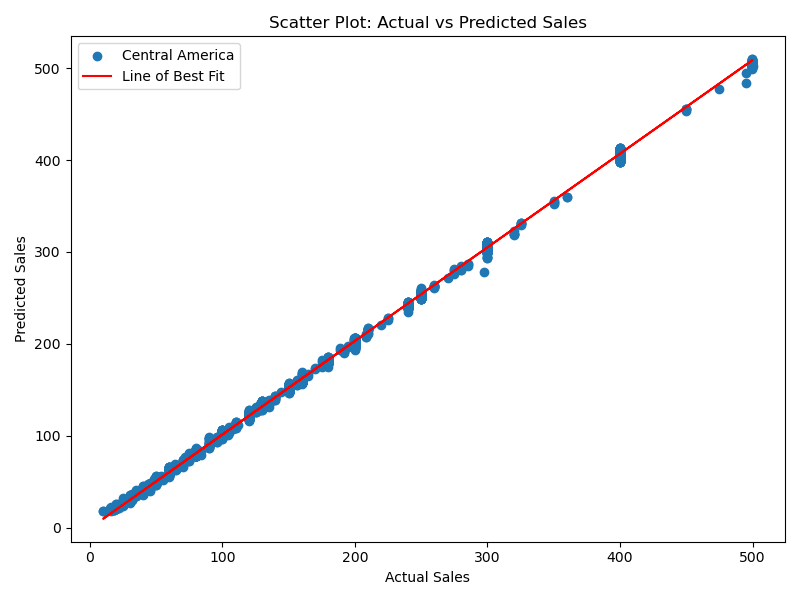 Scatter Plot: Actual vs Predicted Sales
Central America
Line of Best Fit
Predicted Sales
500
400
300
200
100
0
0 100 200 300 400 500
Actual Sales